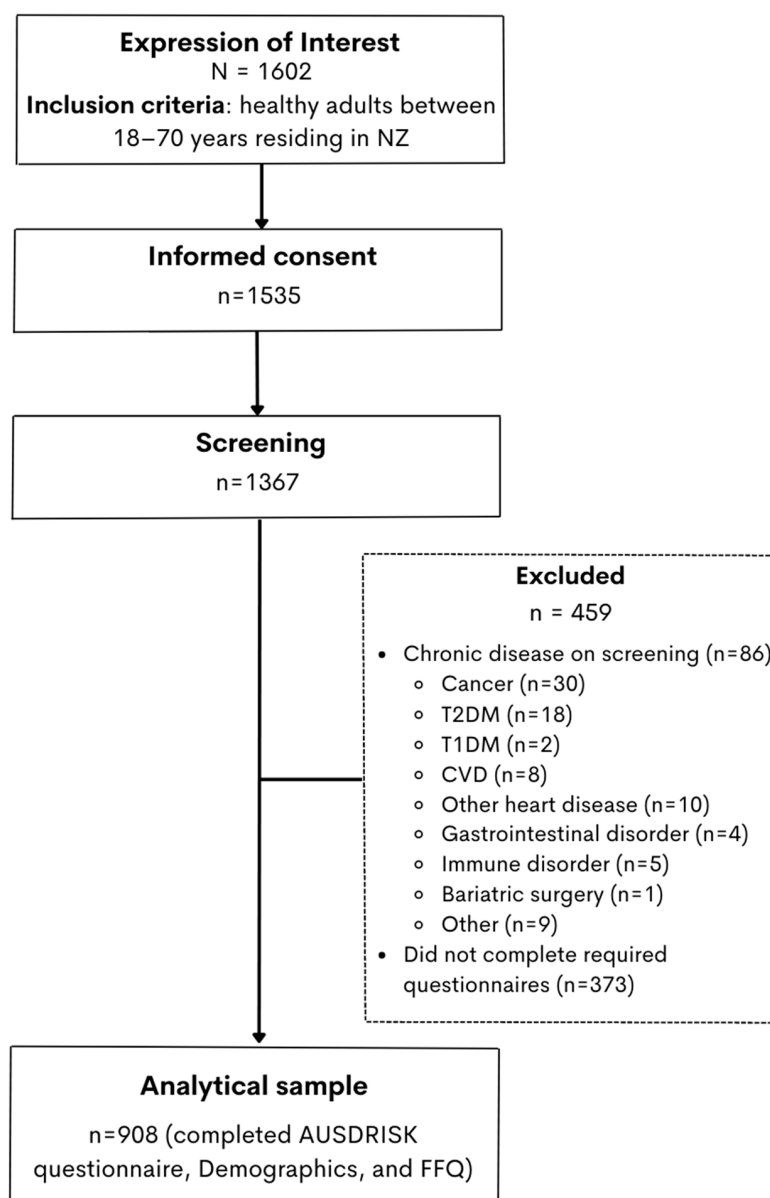 Expression of Interest
N = 1602
Inclusion criteria: healthy adults between
18–70 years residing in NZ
Informed consent
n=1535
Screening
n=1367
Excluded
n = 459
• Chronic disease on screening (n=86)
◦ Cancer (n=30)
◦ T2DM (n=18)
◦ T1DM (n=2)
◦ CVD (n=8)
◦ Other heart disease (n=10)
◦ Gastrointestinal disorder (n=4)
◦ Immune disorder (n=5)
◦ Bariatric surgery (n=1)
◦ Other (n=9)
• Did not complete required
questionnaires (n=373)
Analytical sample
n=908 (completed AUSDRISK
questionnaire, Demographics, and FFQ)